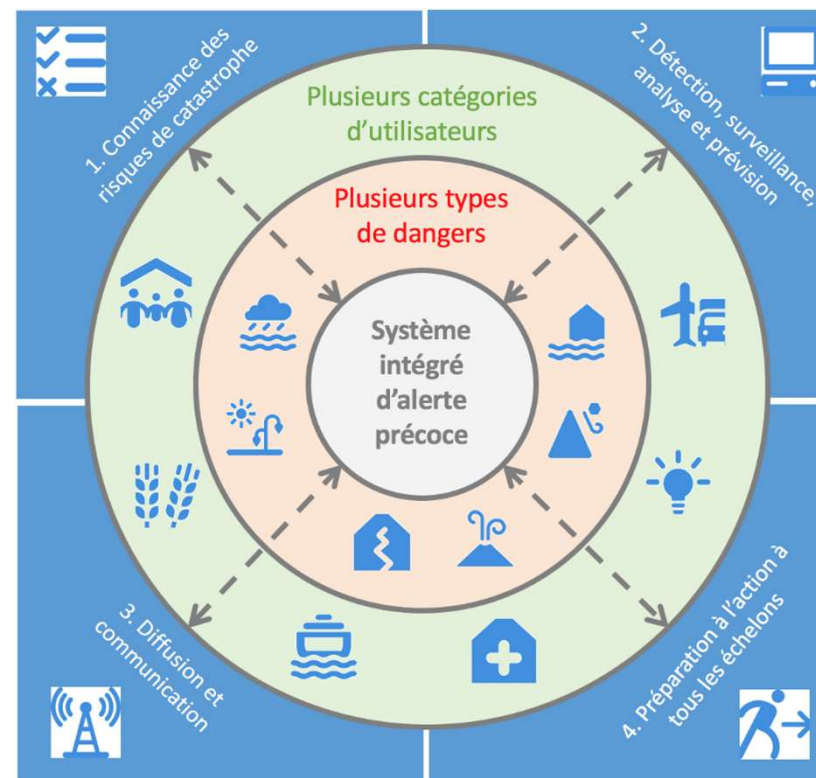 1. Connaissance des
risques de catastrophe
2. Détection, surveillance,
analyse et prévision
Plusieurs catégories
d’utilisateurs
Plusieurs types
de dangers
Système
intégré
d’alerte
précoce
3. Diffusion et
communication
4. Préparation à l’action à
tous les échelons